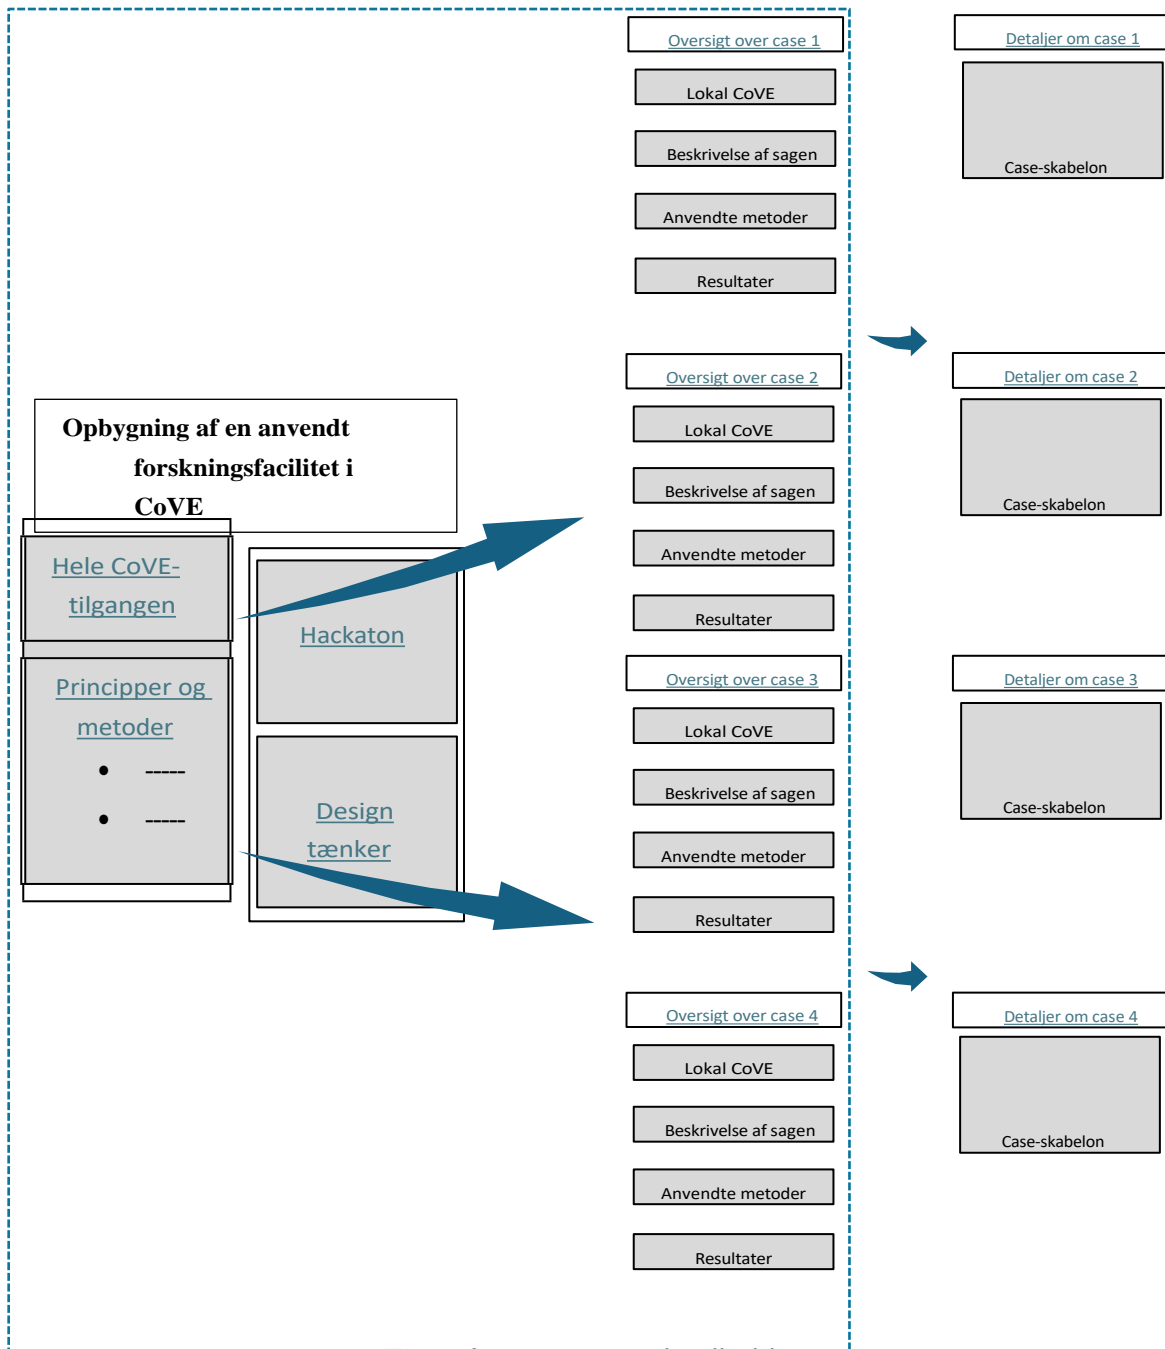 Opbygning af en anvendt
forskningsfacilitet i
CoVE
Hele CoVE-
tilgangen
Principper og
metoder
• -----
• -----
Hackaton
Design
tænker
Oversigt over case 1
Lokal CoVE
Beskrivelse af sagen
Anvendte metoder
Resultater
Oversigt over case 2
Lokal CoVE
Beskrivelse af sagen
Anvendte metoder
Resultater
Oversigt over case 3
Lokal CoVE
Beskrivelse af sagen
Anvendte metoder
Resultater
Oversigt over case 4
Lokal CoVE
Beskrivelse af sagen
Anvendte metoder
Resultater
Detaljer om case 1
Case-skabelon
Detaljer om case 2
Case-skabelon
Detaljer om case 3
Case-skabelon
Detaljer om case 4
Case-skabelon